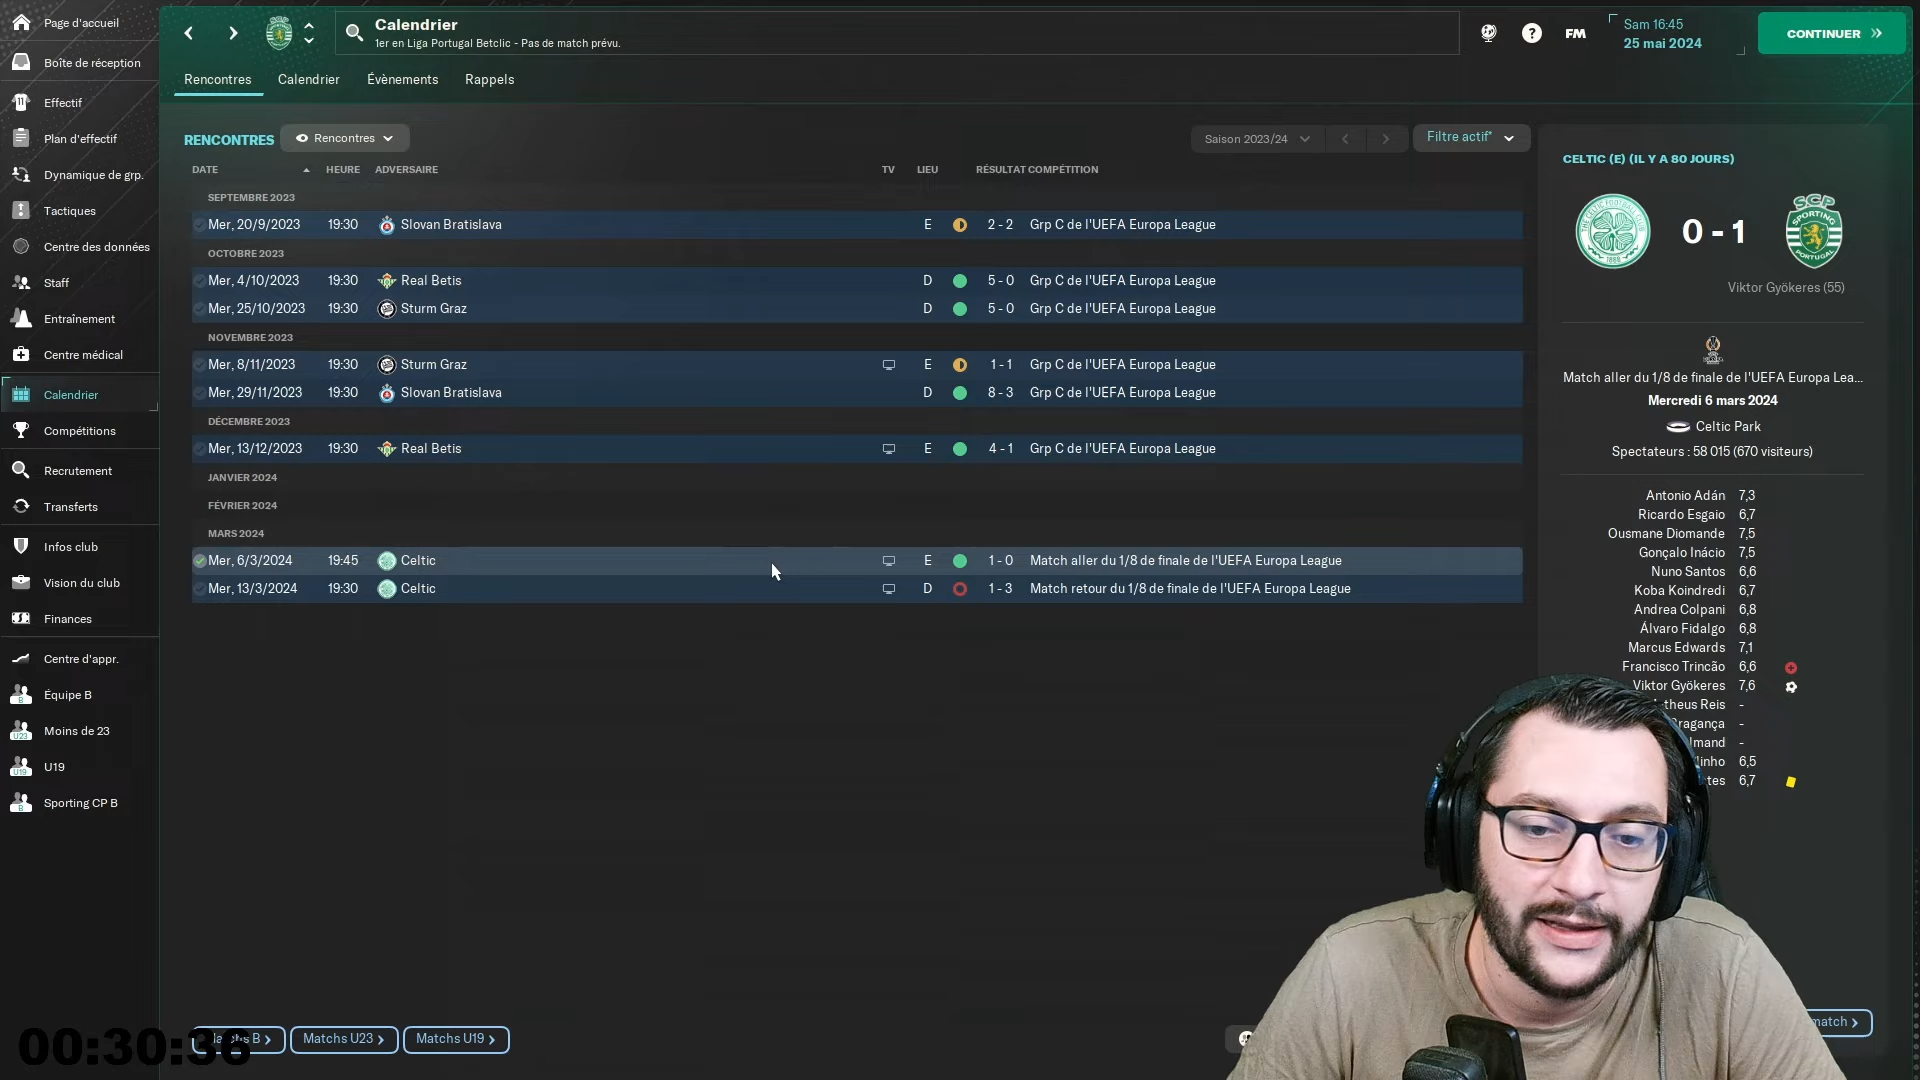 Page d'accueil
Boîte de réception
Effectif
Plan d'effectif
Dynamique de grp.
Tactiques
Centre des données
Staff
Entraînement
Centre médical
Calendrier
Compétitions
Recrutement
Transferts
Infos club
Vision du club
Finances
Centre d'appr.
Équipe B
Moins de 23
U19
Sporting CP B
Calendrier
1er en Liga Portugal Betclic - Pas de match prévu.
FM
Sam 16:45
25 mai 2024
CONTINUER
Rencontres Calendrier Évènements Rappels
RENCONTRES Rencontres Saison 2023/24 Filtre actif*
DATE HEURE ADVERSAIRE TV LIEU RÉSULTAT COMPÉTITION
SEPTEMBRE 2023
Mer, 20/9/2023 19:30 Slovan Bratislava E 2 - 2 Grp C de l'UEFA Europa League
OCTOBRE 2023
Mer, 4/10/2023 19:30 Real Betis D 5 - 0 Grp C de l'UEFA Europa League
Mer, 25/10/2023 19:30 Sturm Graz D 5 - 0 Grp C de l'UEFA Europa League
NOVEMBRE 2023
Mer, 8/11/2023 19:30 Sturm Graz E 1 - 1 Grp C de l'UEFA Europa League
Mer, 29/11/2023 19:30 Slovan Bratislava D 8 - 3 Grp C de l'UEFA Europa League
DÉCEMBRE 2023
Mer, 13/12/2023 19:30 Real Betis E 4 - 1 Grp C de l'UEFA Europa League
JANVIER 2024
FÉVRIER 2024
MARS 2024
Mer, 6/3/2024 19:45 Celtic E 1 - 0 Match aller du 1/8 de finale de l'UEFA Europa League
Mer, 13/3/2024 19:30 Celtic D 1 - 3 Match retour du 1/8 de finale de l'UEFA Europa League
CELTIC (E) (IL Y A 80 JOURS)
0 - 1
Viktor Gyökeres (55)
Match aller du 1/8 de finale de l'UEFA Europa Lea...
Mercredi 6 mars 2024
Celtic Park
Spectateurs : 58 015 (670 visiteurs)
Antonio Adán 7,3
Ricardo Esgaio 6,7
Ousmane Diomande 7,5
Gonçalo Inácio 7,5
Nuno Santos 6,6
Koba Koindredi 6,7
Andrea Colpani 6,8
Álvaro Fidalgo 6,8
Marcus Edwards 7,1
Francisco Trincão 6,6
Viktor Gyökeres 7,6
Reis -
-
-
6,5
6,7
Matchs U23 Matchs U19
match
00:30:36